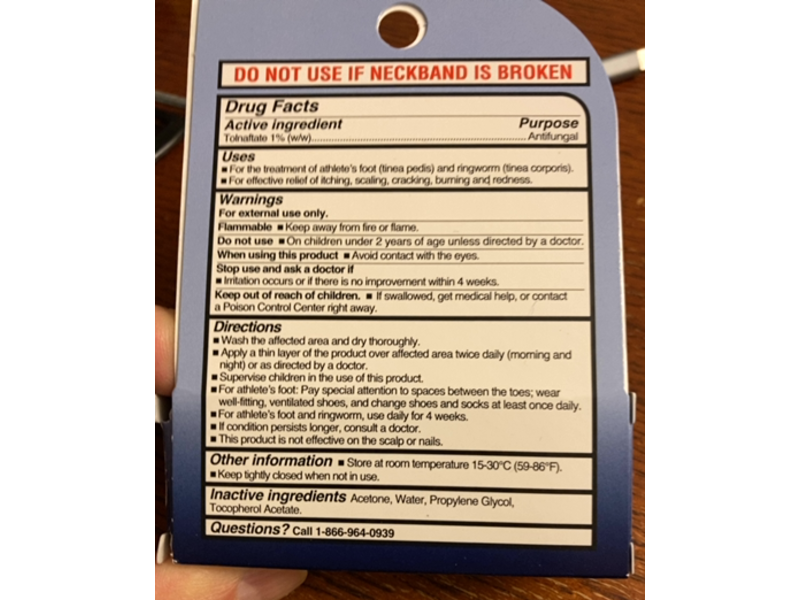 DO NOT USE IF NECKBAND IS BROKEN
Drug Facts
Active ingredient Purpose
Tolnaftate 1% (w/w)........................................................ Antifungal
Uses
■ For the treatment of athlete's foot (tinea pedis) and ringworm (tinea corporis).
■ For effective relief of itching, scaling, cracking, burning and redness.
Warnings
For external use only.
Flammable ■ Keep away from fire or flame.
Do not use ■ On children under 2 years of age unless directed by a doctor.
When using this product ■ Avoid contact with the eyes.
Stop use and ask a doctor if
■ Irritation occurs or if there is no improvement within 4 weeks.
Keep out of reach of children. ■ If swallowed, get medical help, or contact
a Poison Control Center right away.
Directions
■ Wash the affected area and dry thoroughly.
■ Apply a thin layer of the product over affected area twice daily (morning and
night) or as directed by a doctor.
■ Supervise children in the use of this product.
■ For athlete's foot: Pay special attention to spaces between the toes; wear
well-fitting, ventilated shoes, and change shoes and socks at least once daily.
■ For athlete's foot and ringworm, use daily for 4 weeks.
■ If condition persists longer, consult a doctor.
■ This product is not effective on the scalp or nails.
Other information ■ Store at room temperature 15-30°C (59-86°F).
■ Keep tightly closed when not in use.
Inactive ingredients Acetone, Water, Propylene Glycol,
Tocopherol Acetate.
Questions? Call 1-866-964-0939